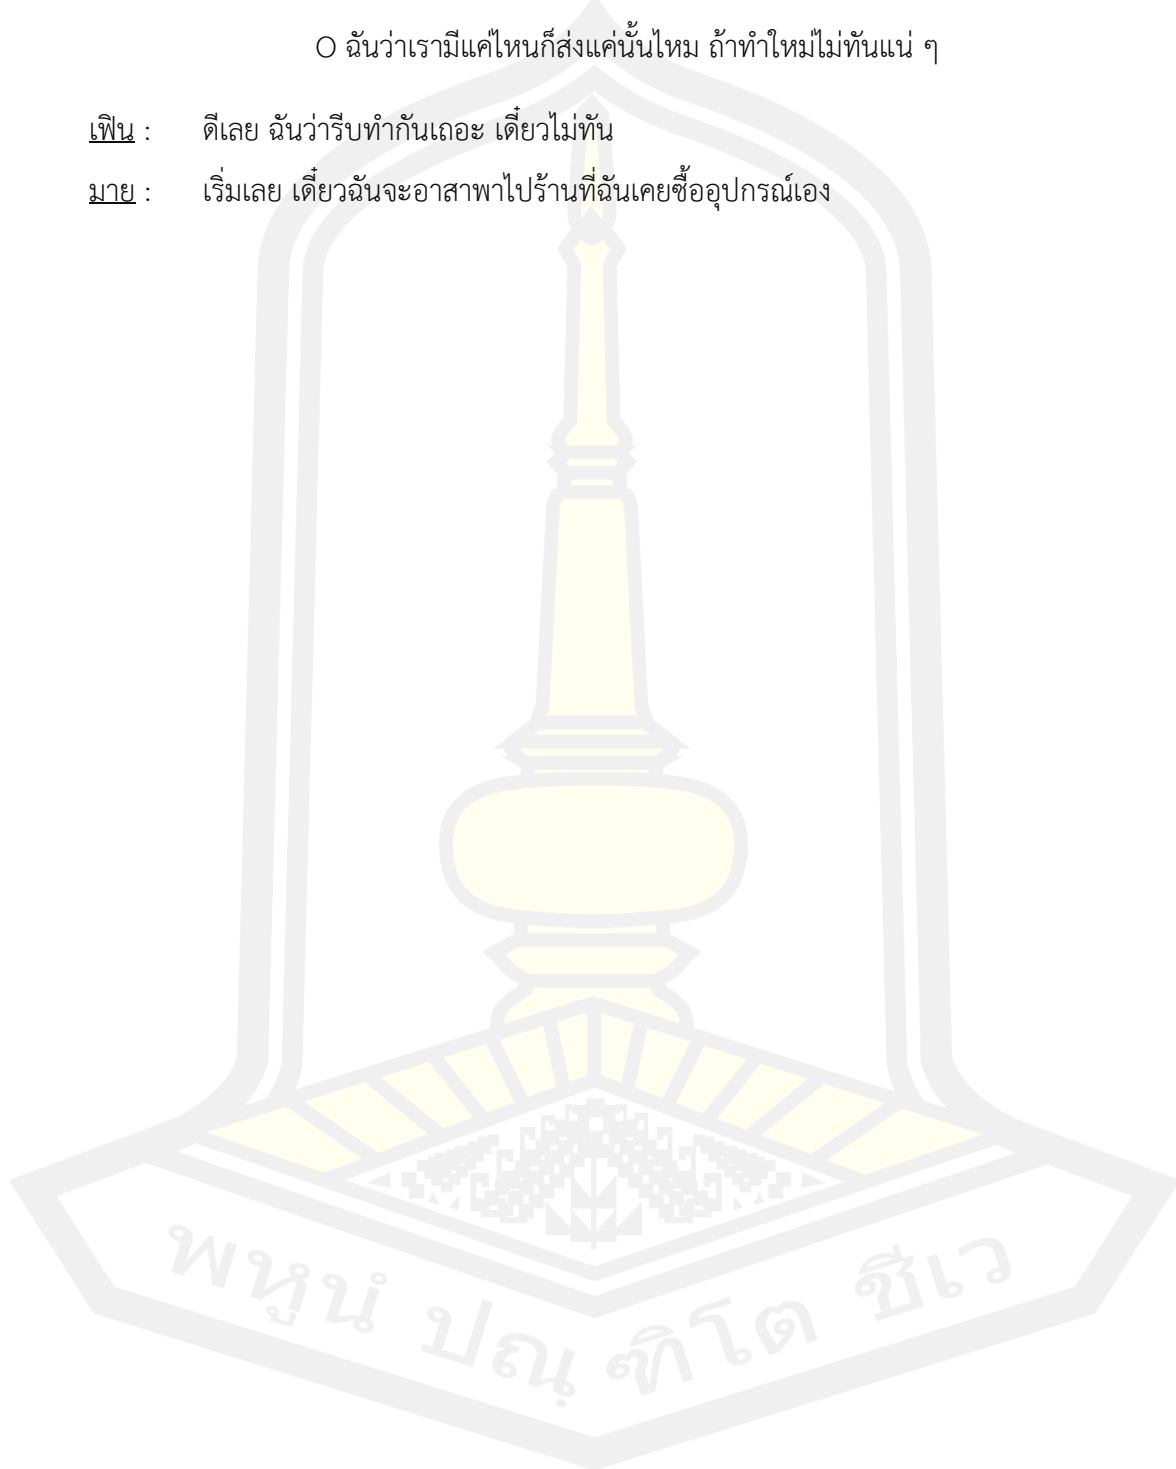 O ฉันว่าเรามีแค่ไหนก็ส่งแค่นั้นไหม ถ้าทำใหม่ไม่ทันแน่ ๆ
เฟิน : ดีเลย ฉันว่ารีบทำกันเถอะ เดี๋ยวไม่ทัน
มาย : เริ่มเลย เดี๋ยวฉันจะอาสาพาไปร้านที่ฉันเคยซื้ออุปกรณ์เอง
พหูนํ ปณฺฑิโต ชีเว